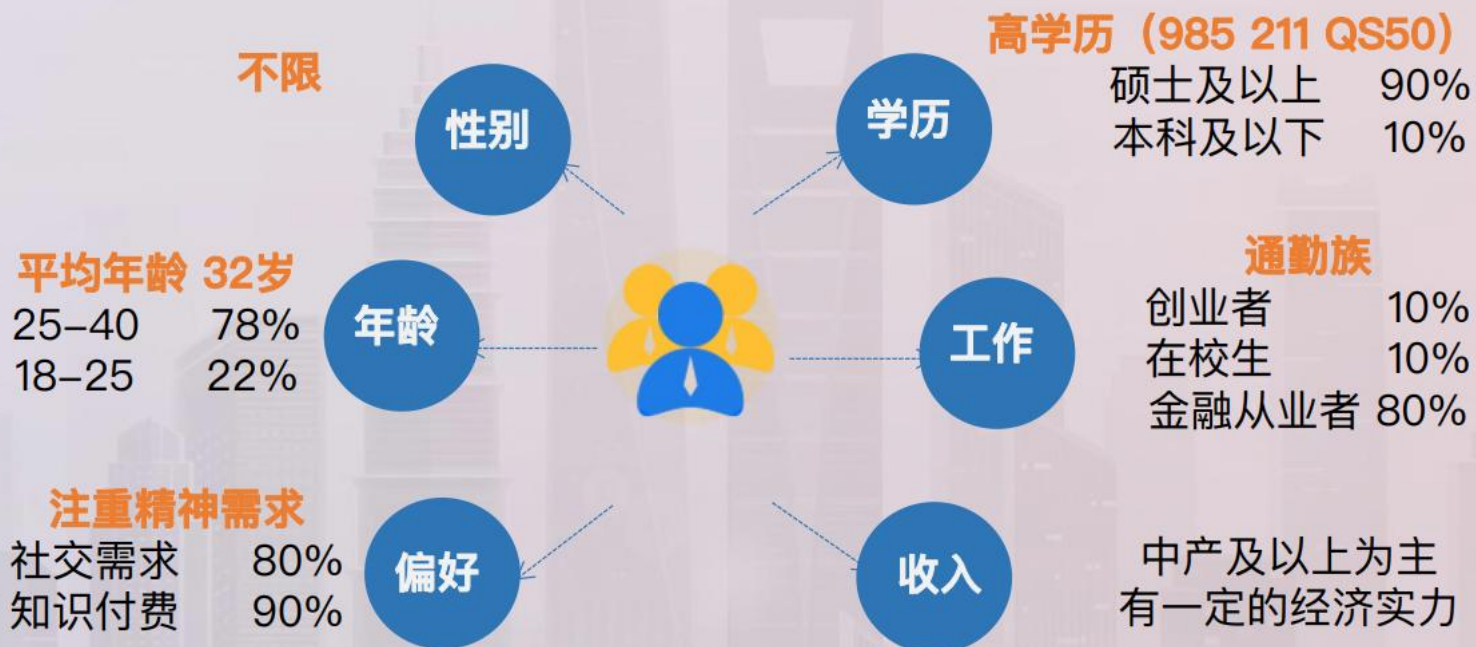 不限
性别
平均年龄 32岁
25–40 78%
18–25 22%
年龄
注重精神需求
社交需求 80%
知识付费 90%
偏好
高学历（985 211 QS50）
硕士及以上 90%
本科及以下 10%
学历
通勤族
创业者 10%
在校生 10%
金融从业者 80%
工作
中产及以上为主
有一定的经济实力
收入